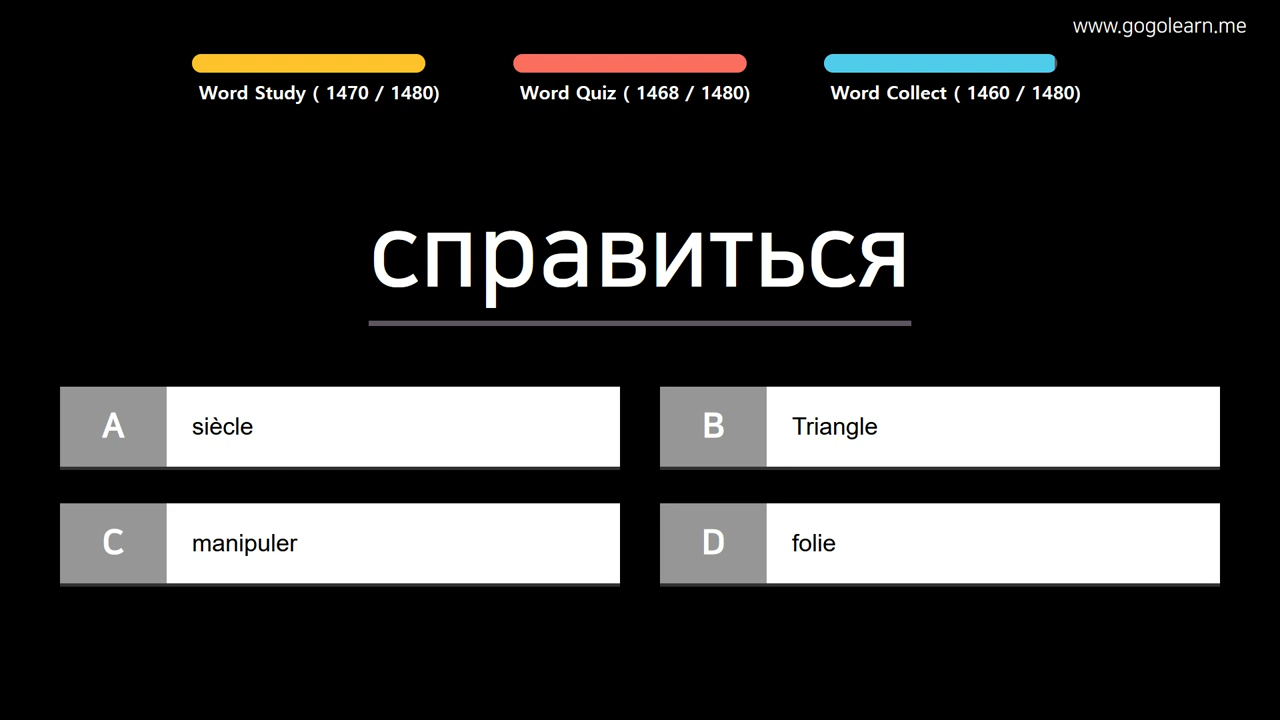 www.gogolearn.me
Word Study ( 1470 / 1480)
Word Quiz ( 1468 / 1480)
Word Collect ( 1460 / 1480)
справиться
A siècle
B Triangle
C manipuler
D folie